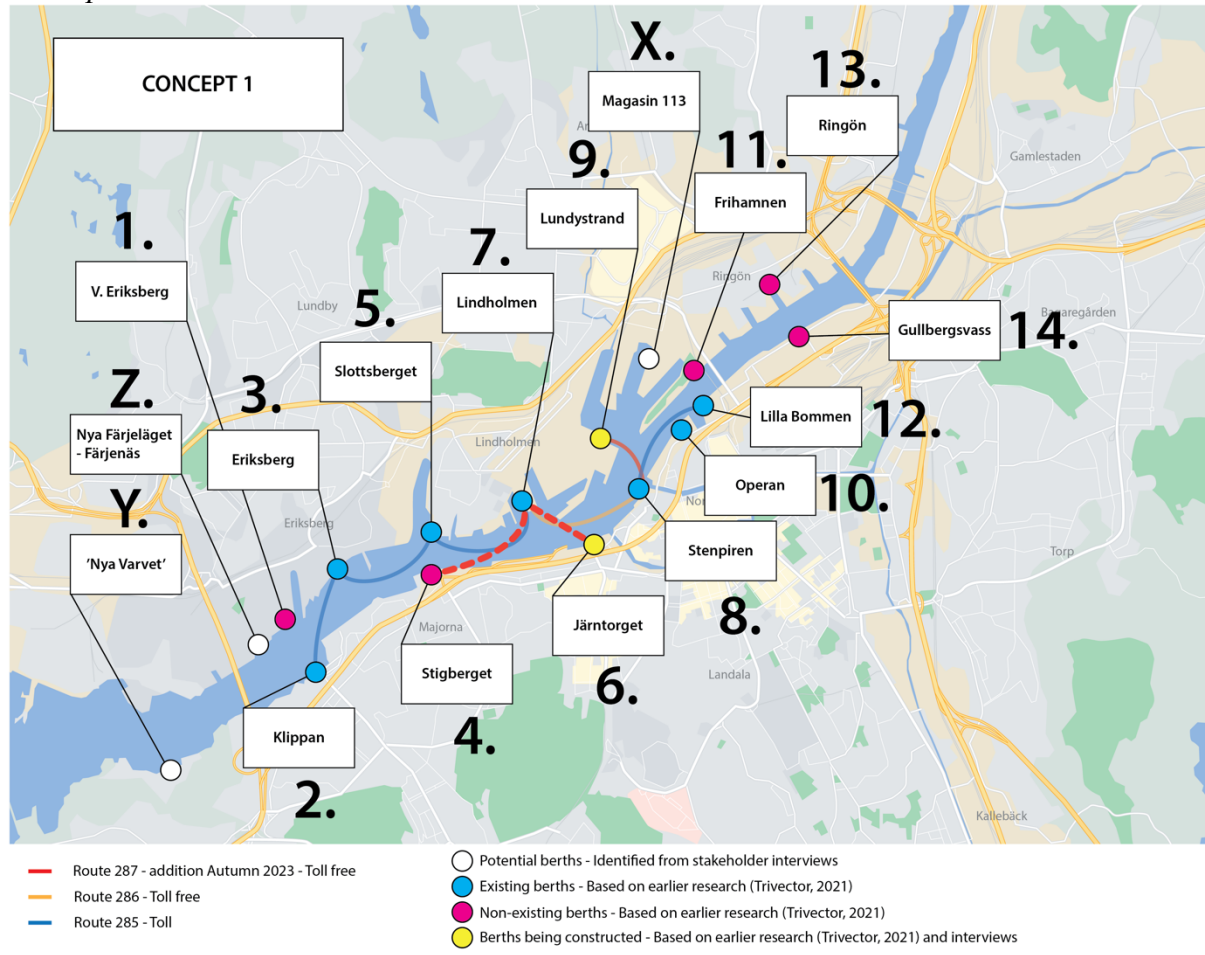 CONCEPT 1
X.
Magasin 113
13.
Ringön
9.
Lundystrand
11.
Frihamnen
Gamlestaden
1.
V. Eriksberg
7.
Lindholmen
Ringön
5.
Slottsberget
Lundby
Gullbergsvass
14.
Z.
Nya Färjeläget
- Färjenäs
3.
Eriksberg
Lindholmen
Lilla Bommen
12.
Operan
10.
Y.
'Nya Varvet'
Eriksberg
Stenpiren
8.
Torp
Järntorget
6.
Majorna
Stigberget
4.
Landala
Klippan
2.
Kallebäck
Route 287 - addition Autumn 2023 - Toll free
Route 286 - Toll free
Route 285 - Toll
Potential berths - Identified from stakeholder interviews
Existing berths - Based on earlier research (Trivector, 2021)
Non-existing berths - Based on earlier research (Trivector, 2021)
Berths being constructed - Based on earlier research (Trivector, 2021) and interviews